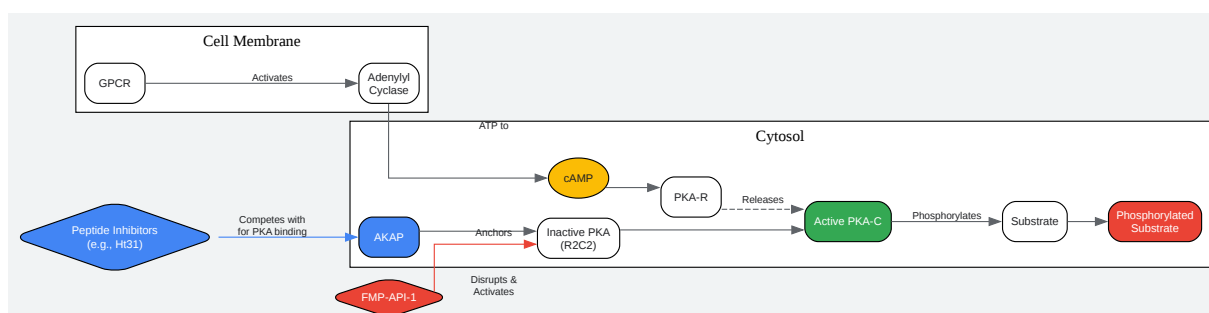 Cell Membrane
GPCR
Activates
Adenylyl
Cyclase
ATP to
Cytosol
cAMP
PKA-R
Releases
Active PKA-C
Phosphorylates
Substrate
Phosphorylated
Substrate
Peptide Inhibitors
(e.g., Ht31)
Competes with
for PKA binding
AKAP
Anchors
Inactive PKA
(R2C2)
Disrupts &
Activates
FMP-API-1